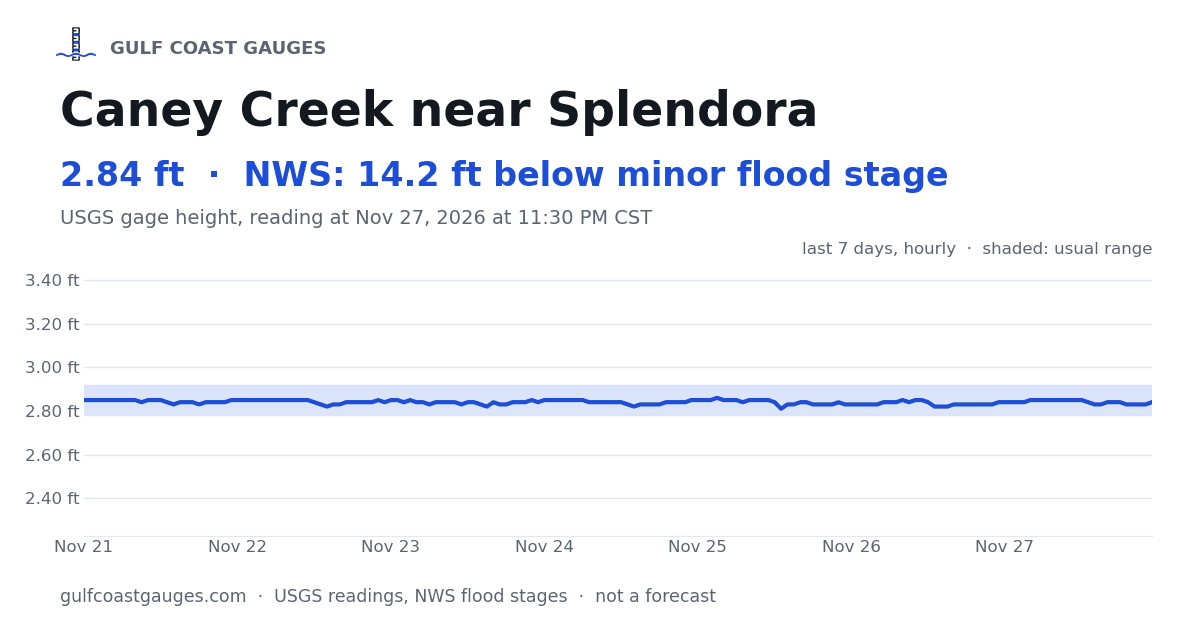 GULF COAST GAUGES
Caney Creek near Splendora
2.84 ft · NWS: 14.2 ft below minor flood stage
USGS gage height, reading at Nov 27, 2026 at 11:30 PM CST
last 7 days, hourly · shaded: usual range
3.40 ft
3.20 ft
3.00 ft
2.80 ft
2.60 ft
2.40 ft
Nov 21 Nov 22 Nov 23 Nov 24 Nov 25 Nov 26 Nov 27
gulfcoastgauges.com · USGS readings, NWS flood stages · not a forecast